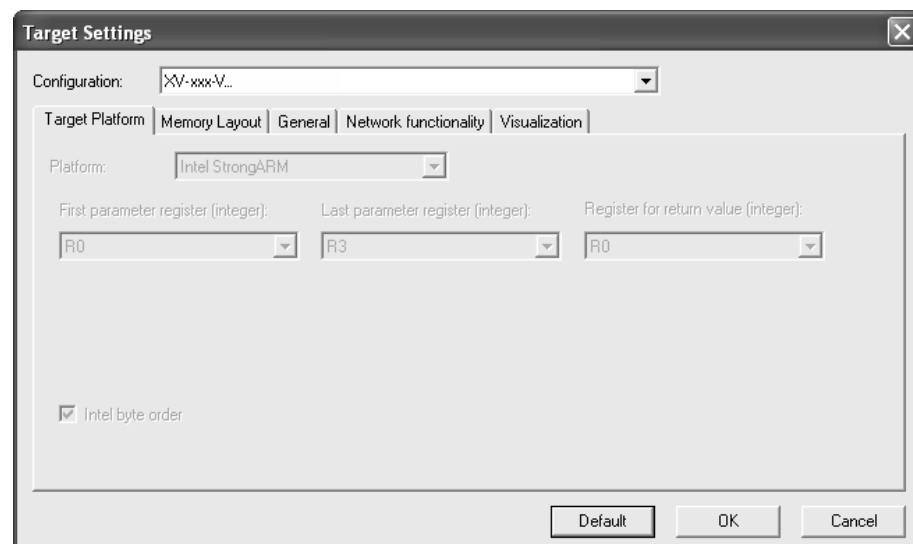 Target Settings
Configuration: XV-xxx-V...
Target Platform Memory Layout General Network functionality Visualization
Platform: Intel StrongARM
First parameter register (integer): Last parameter register (integer): Register for return value (integer):
R0 R3 R0
Intel byte order
Default OK Cancel